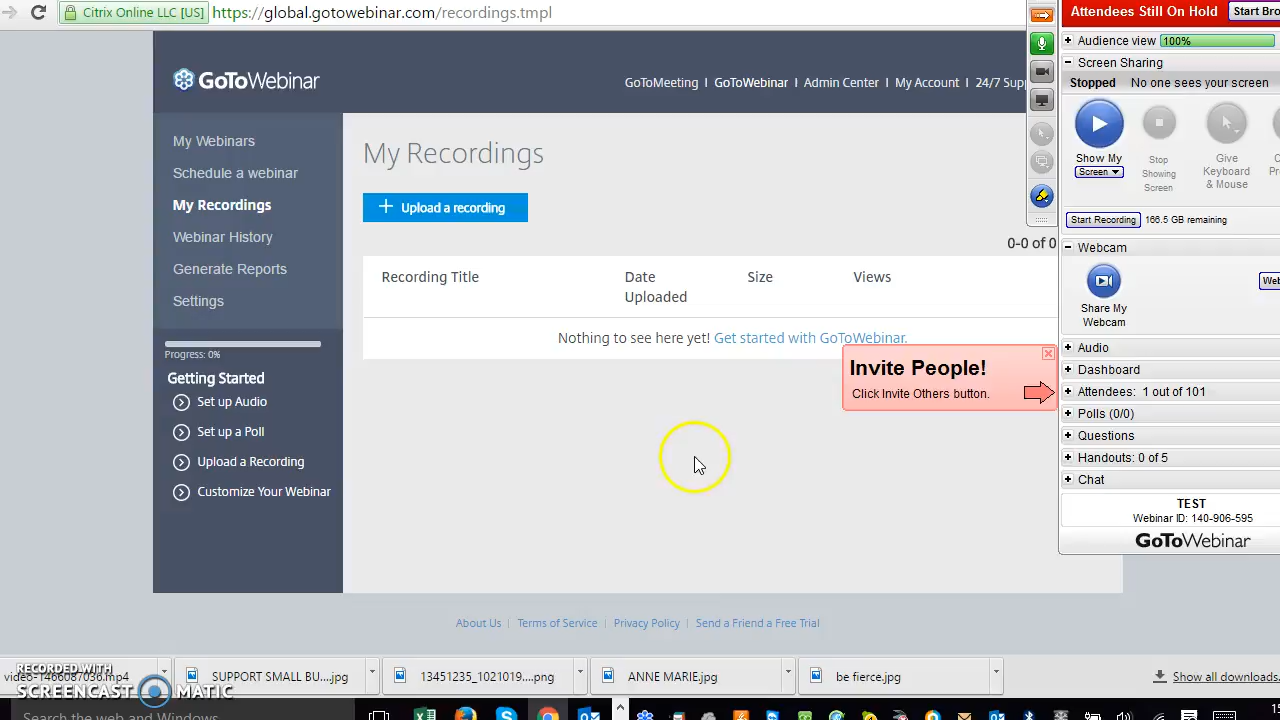 Citrix Online LLC [US]
https://global.gotowebinar.com/recordings.tmpl
GoToWebinar
GoToMeeting | GoToWebinar | Admin Center | My Account | 24/7 Supp
My Webinars
Schedule a webinar
My Recordings
Webinar History
Generate Reports
Settings
Progress: 0%
Getting Started
Set up Audio
Set up a Poll
Upload a Recording
Customize Your Webinar
My Recordings
+ Upload a recording
0-0 of 0
Recording Title
Date Uploaded
Size
Views
Nothing to see here yet! Get started with GoToWebinar.
Invite People!
Click Invite Others button.
Attendees Still On Hold
Start Bro
Audience view 100%
Screen Sharing
Stopped No one sees your screen
Show My
Screen
Stop
Showing
Screen
Give
Keyboard
& Mouse
Start Recording 166.5 GB remaining
Webcam
Share My
Webcam
Web
Audio
Dashboard
Attendees: 1 out of 101
Polls (0/0)
Questions
Handouts: 0 of 5
Chat
TEST
Webinar ID: 140-906-595
GoToWebinar
About Us | Terms of Service | Privacy Policy | Send a Friend a Free Trial
video-1466087036.mp4
SUPPORT SMALL BU....jpg
13451235_1021019....png
ANNE MARIE.jpg
be fierce.jpg
Show all downloads.
RECORDED WITH
SCREENCAST MATIC
Search the web and Windows